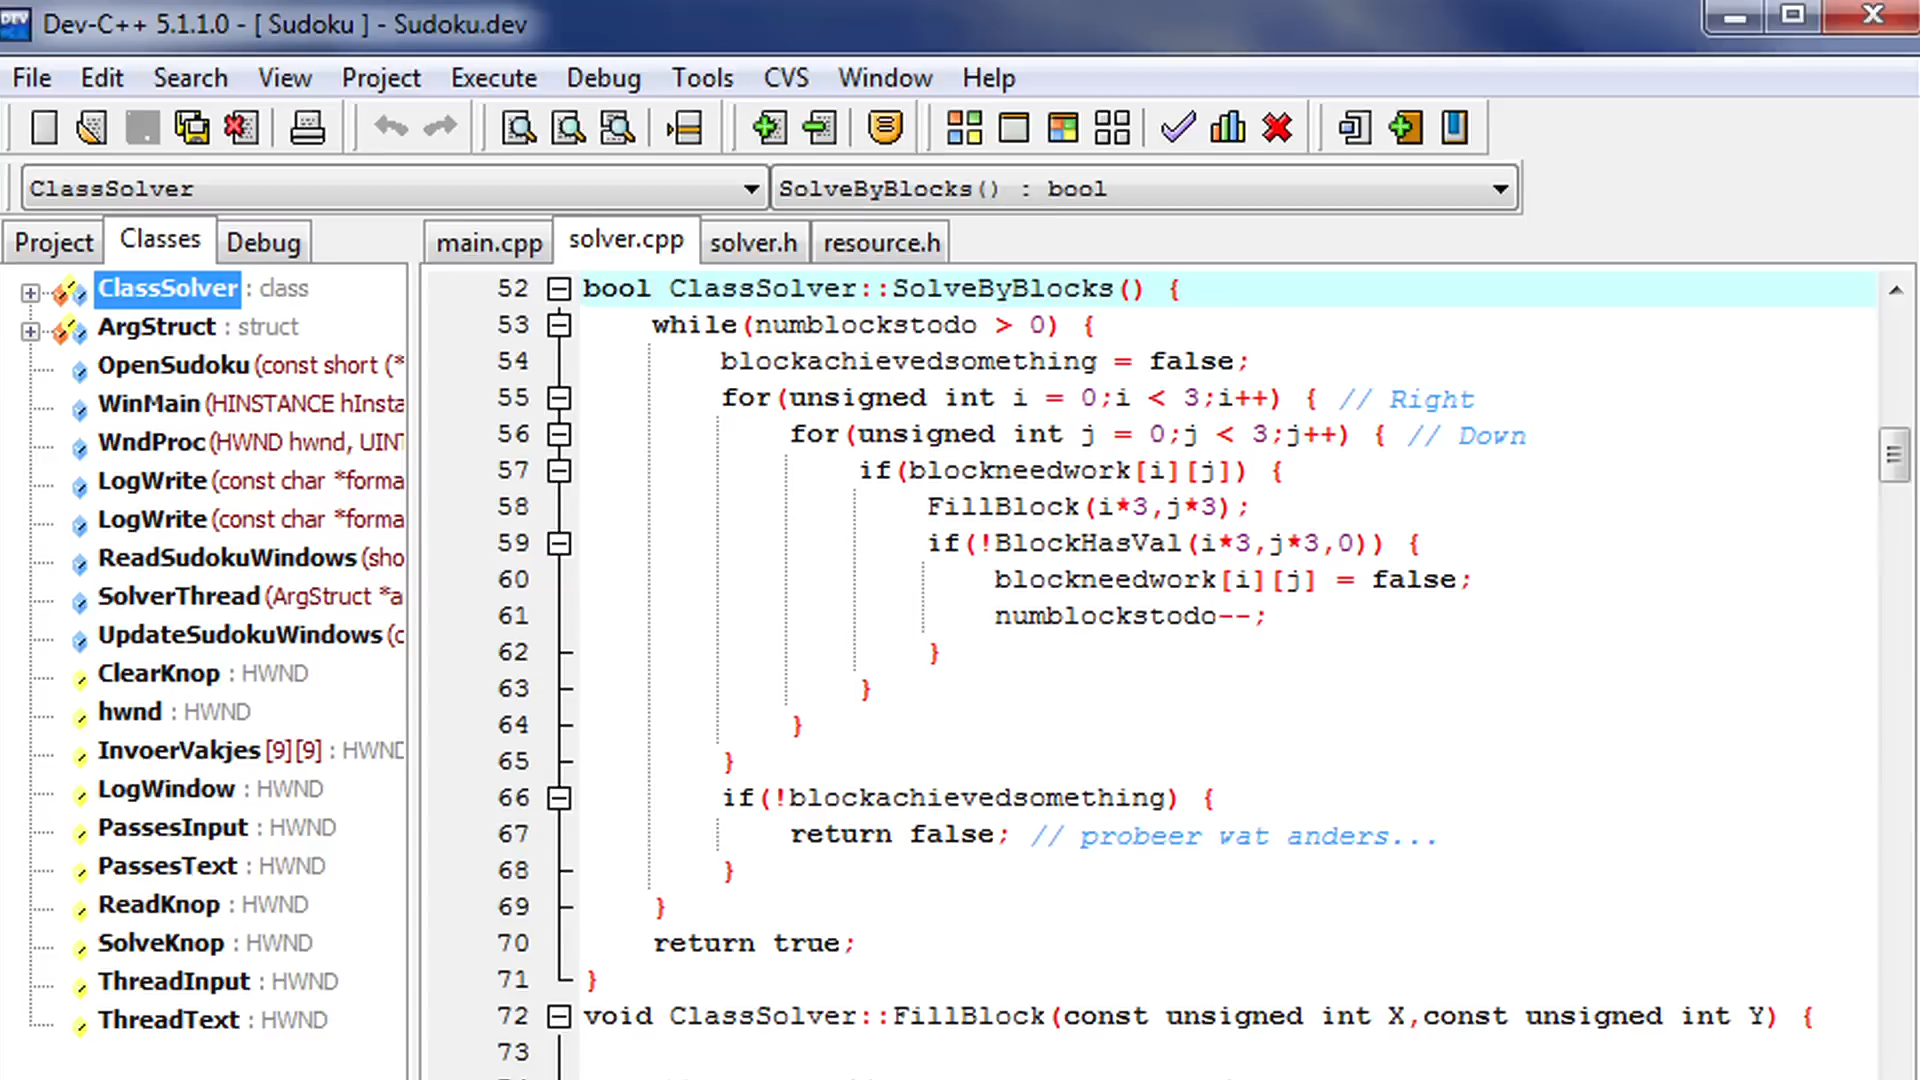 Dev-C++ 5.1.1.0 - [ Sudoku ] - Sudoku.dev
File Edit Search View Project Execute Debug Tools CVS Window Help
ClassSolver SolveByBlocks() : bool
Project Classes Debug main.cpp solver.cpp solver.h resource.h
ClassSolver : class
ArgStruct : struct
OpenSudoku (const short (*
WinMain (HINSTANCE hInsta
WndProc (HWND hwnd, UINT
LogWrite (const char *forma
LogWrite (const char *forma
ReadSudokuWindows (sho
SolverThread (ArgStruct *a
UpdateSudokuWindows (c
ClearKnop : HWND
hwnd : HWND
InvoerVakjes [9][9] : HWND
LogWindow : HWND
PassesInput : HWND
PassesText : HWND
ReadKnop : HWND
SolveKnop : HWND
ThreadInput : HWND
ThreadText : HWND
52 bool ClassSolver::SolveByBlocks() {
53 while(numblockstodo > 0) {
54 blockachievedsomething = false;
55 for(unsigned int i = 0;i < 3;i++) { // Right
56 for(unsigned int j = 0;j < 3;j++) { // Down
57 if(blockneedwork[i][j]) {
58 FillBlock(i*3,j*3);
59 if(!BlockHasVal(i*3,j*3,0)) {
60 blockneedwork[i][j] = false;
61 numblockstodo--;
62 }
63 }
64 }
65 }
66 if(!blockachievedsomething) {
67 return false; // probeer wat anders...
68 }
69 }
70 return true;
71 }
72 void ClassSolver::FillBlock(const unsigned int X,const unsigned int Y) {
73